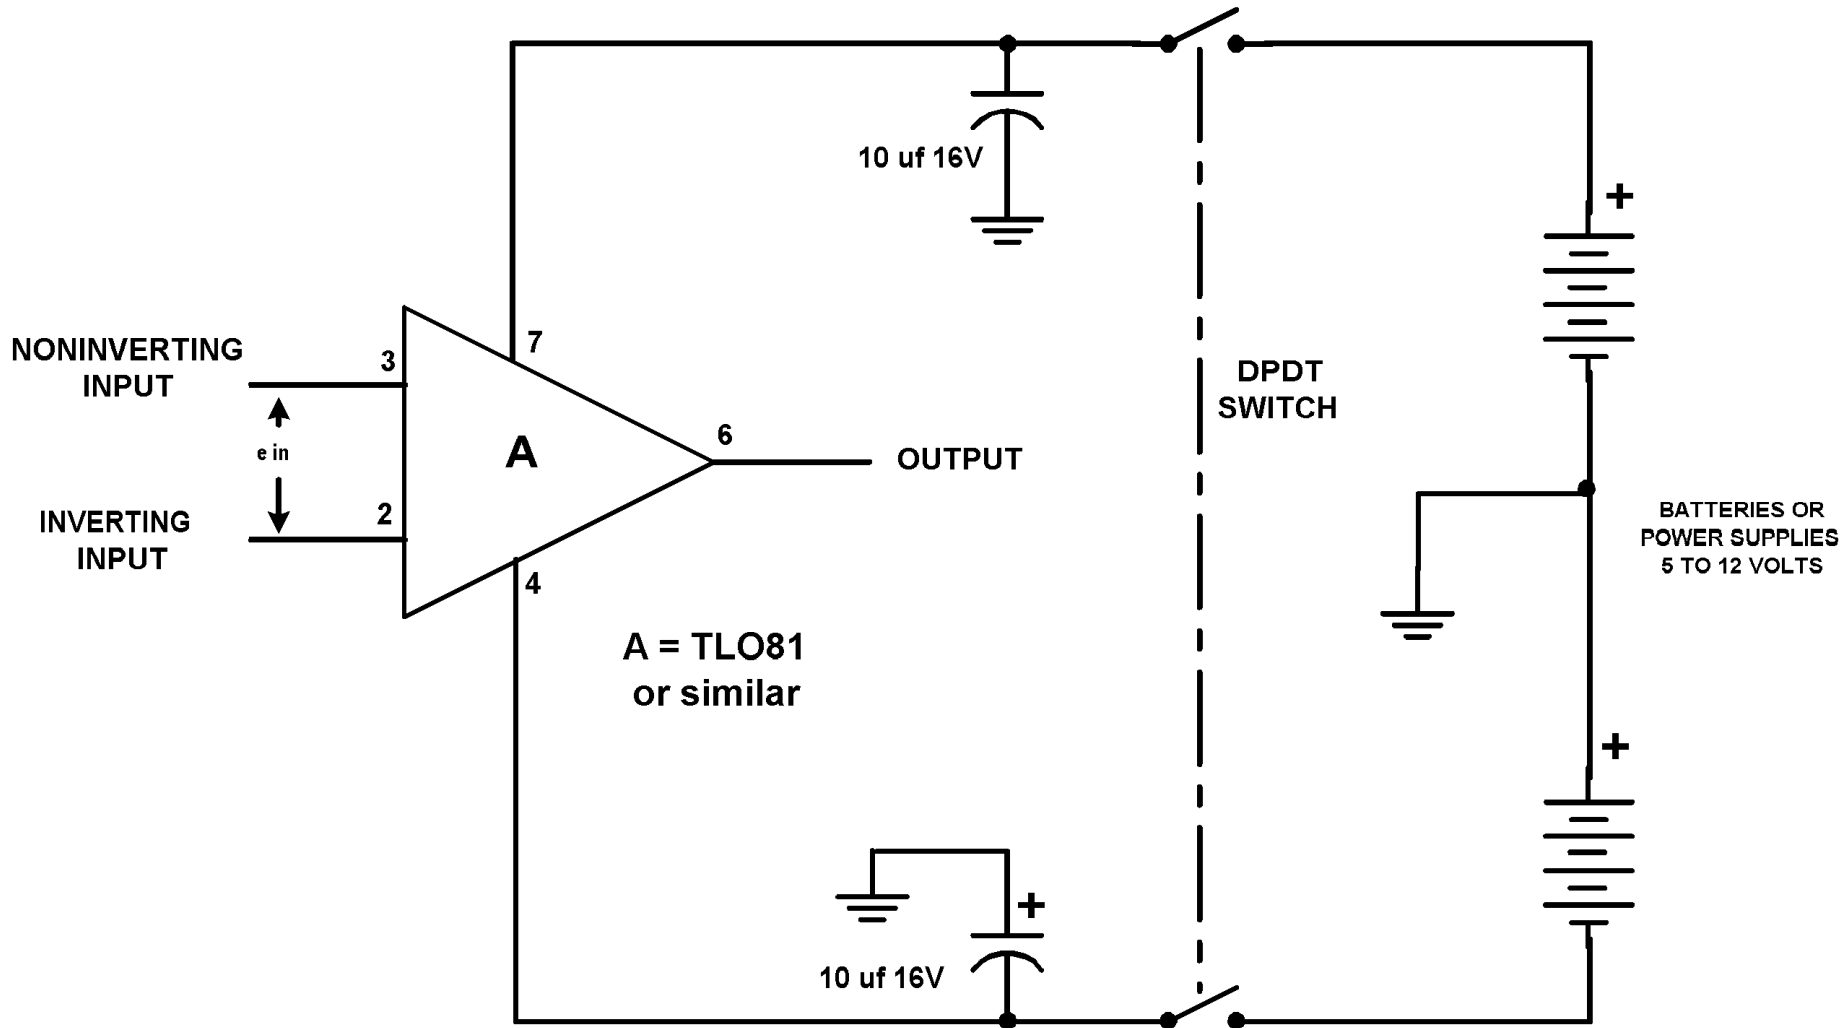 +
10 uf 16V
7
NONINVERTING
INPUT
3
DPDT
SWITCH
e in
A
6
OUTPUT
2
INVERTING
INPUT
BATTERIES OR
POWER SUPPLIES
5 TO 12 VOLTS
4
A = TLO81
or similar
+
+
10 uf 16V